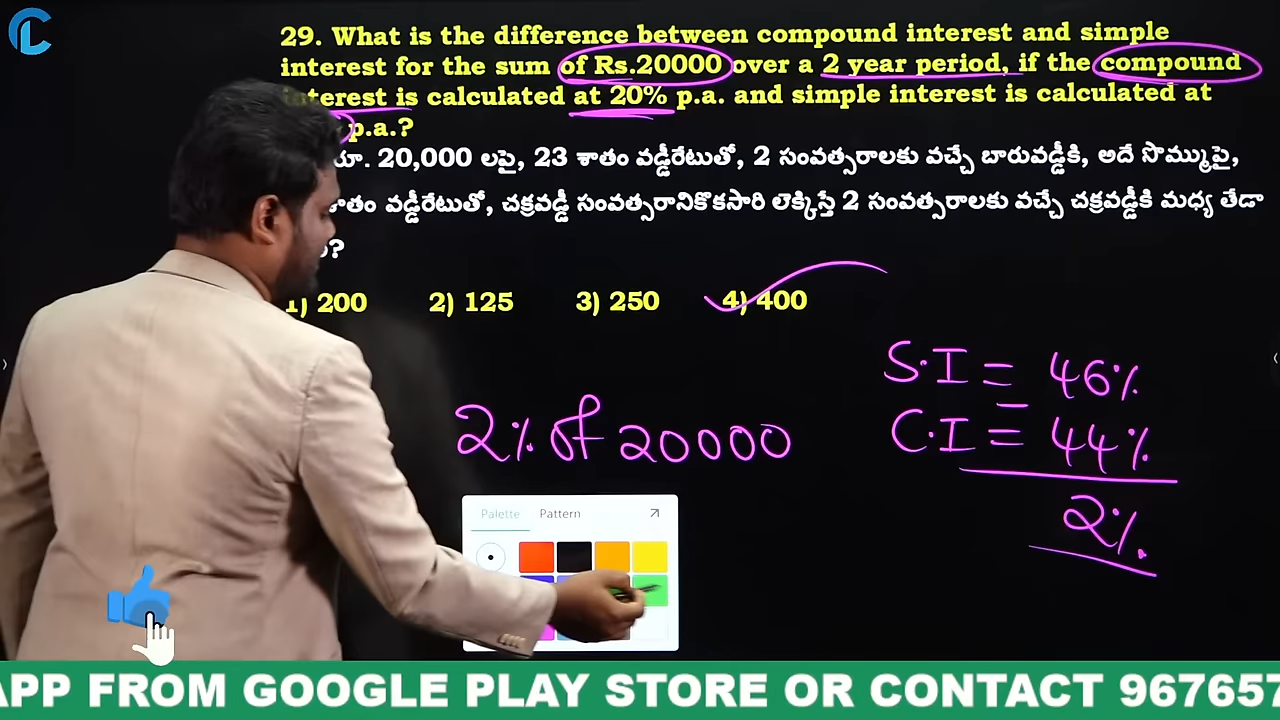 29. What is the difference between compound interest and simple
interest for the sum of Rs.20000 over a 2 year period, if the compound
interest is calculated at 20% p.a. and simple interest is calculated at
p.a.?
రూ. 20,000 లపై, 23 శాతం వడ్డీరేటుతో, 2 సంవత్సరాలకు వచ్చే బారువడ్డీకి, అదే సొమ్ముపై,
శాతం వడ్డీరేటుతో, చక్రవడ్డీ సంవత్సరానికొకసారి లెక్కిస్తే 2 సంవత్సరాలకు వచ్చే చక్రవడ్డీకి మధ్య తేడా
?
1) 200 2) 125 3) 250 4) 400
S.I = 46%
C.I = 44%
2%
2% of 20000
Palette Pattern
APP FROM GOOGLE PLAY STORE OR CONTACT 967657